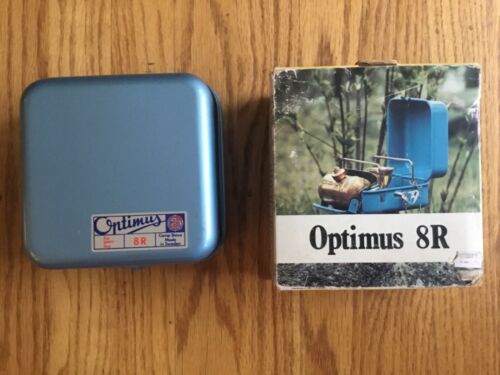 Optimus
8R
Camp Stove
Made
in Sweden
Optimus 8R